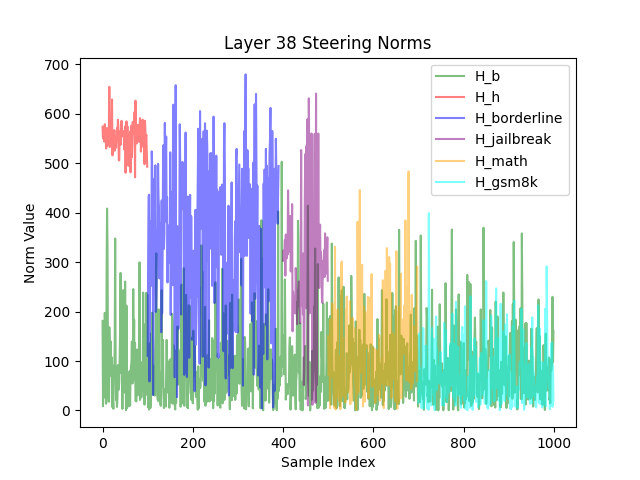 Layer 38 Steering Norms
700
600
500
400
300
200
100
0
Norm Value
0
200
400
600
800
1000
Sample Index
H_b
H_h
H_borderline
H_jailbreak
H_math
H_gsm8k